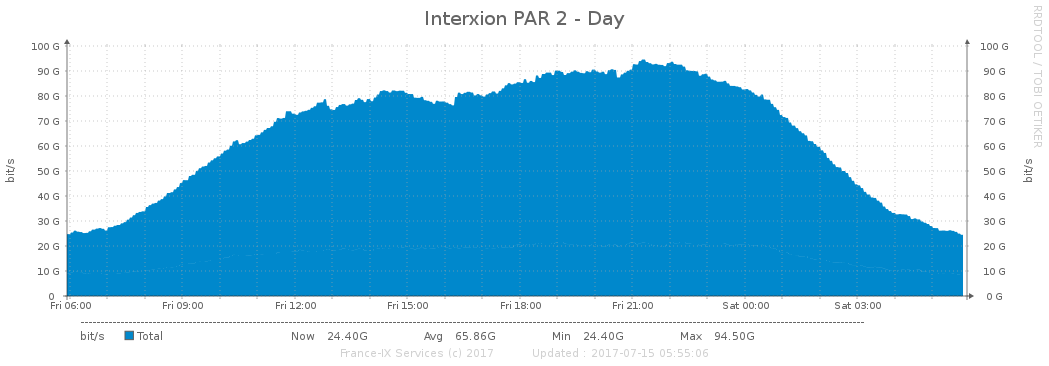 Interxion PAR 2 - Day
RRDTOOL / TOBI OETIKER
bit/s
100 G
90 G
80 G
70 G
60 G
50 G
40 G
30 G
20 G
10 G
0
100 G
90 G
80 G
70 G
60 G
50 G
40 G
30 G
20 G
10 G
0 G
bit/s
Fri 06:00 Fri 09:00 Fri 12:00 Fri 15:00 Fri 18:00 Fri 21:00 Sat 00:00 Sat 03:00
bit/s Total Now 24.40G Avg 65.86G Min 24.40G Max 94.50G
France-IX Services (c) 2017 Updated : 2017-07-15 05:55:06